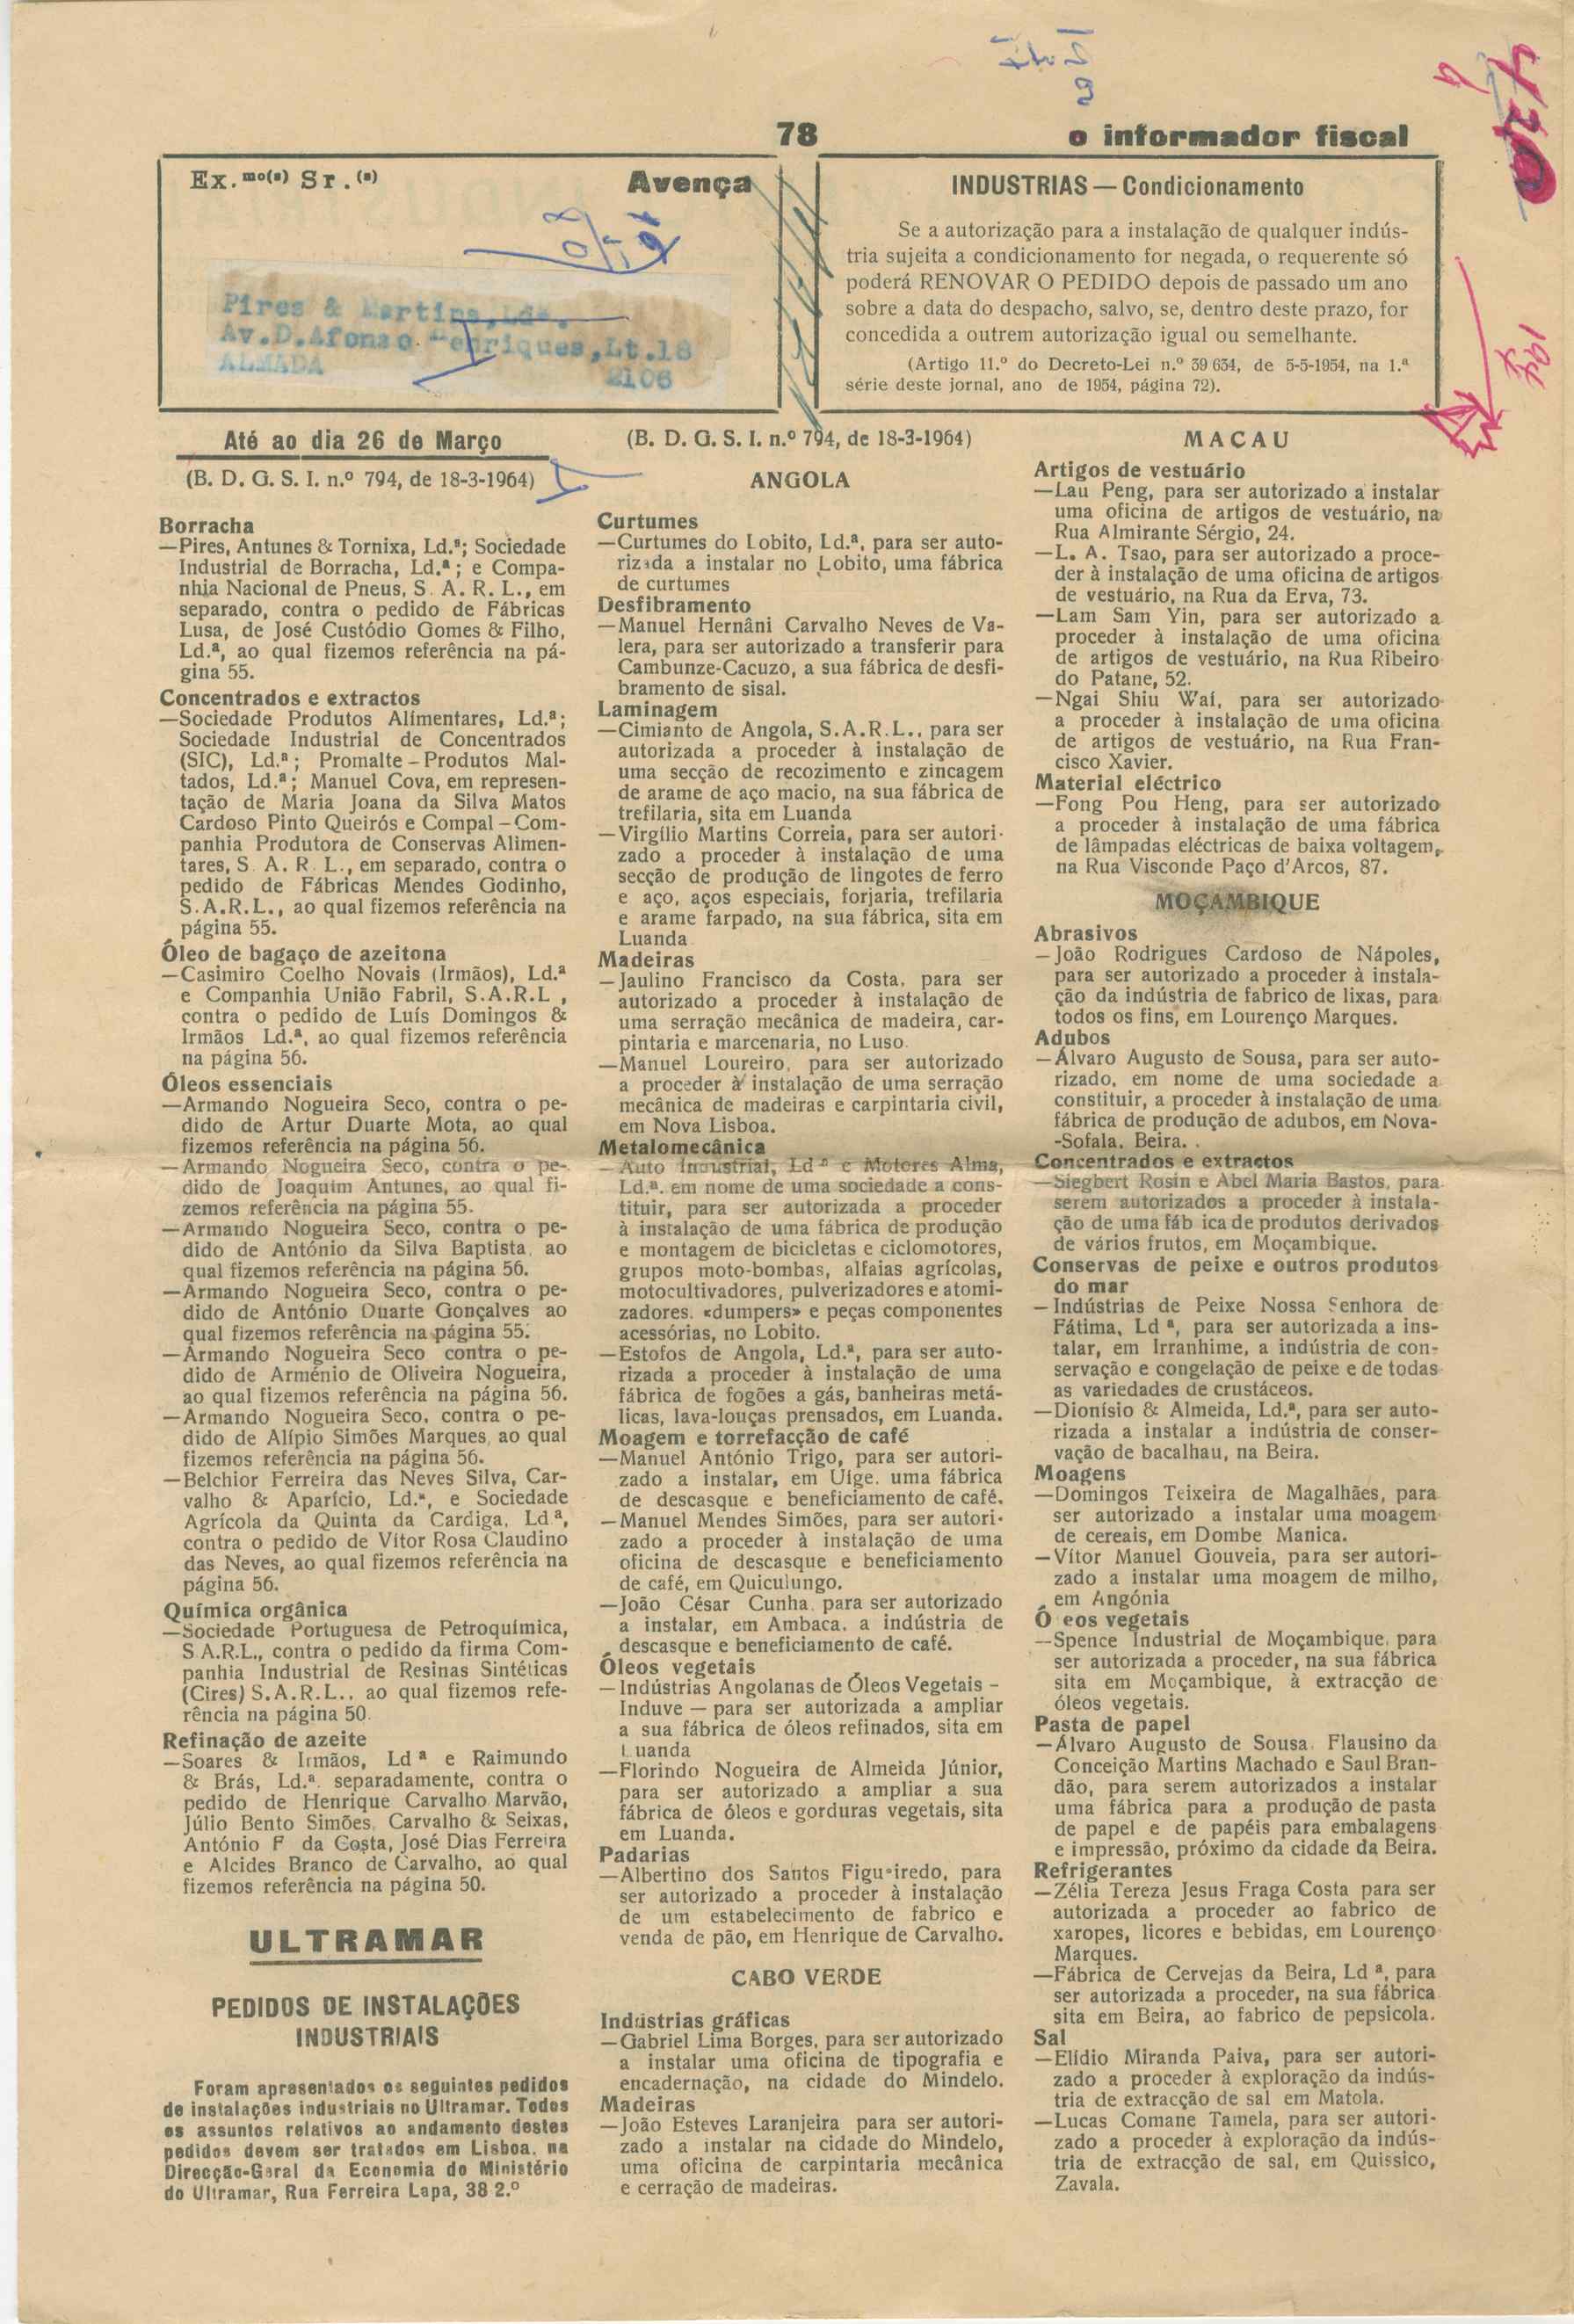 78
o informador fiscal
Ex.mo(s) Sr.(s)
Avença
Pires & Martins, Lda.
Av. D. Afonso Henriques, Lt. 18
ALMADA 2106
INDUSTRIAS — Condicionamento
Se a autorização para a instalação de qualquer indús-
tria sujeita a condicionamento for negada, o requerente só
poderá RENOVAR O PEDIDO depois de passado um ano
sobre a data do despacho, salvo, se, dentro deste prazo, for
concedida a outrem autorização igual ou semelhante.
(Artigo 11.º do Decreto-Lei n.º 39 634, de 5-5-1954, na 1.ª
série deste jornal, ano de 1954, página 72).
420
Até ao dia 26 de Março
(B. D. G. S. I. n.º 794, de 18-3-1964)
Borracha
—Pires, Antunes & Tornixa, Ld.ª; Sociedade
Industrial de Borracha, Ld.ª; e Compa-
nhia Nacional de Pneus, S. A. R. L., em
separado, contra o pedido de Fábricas
Lusa, de José Custódio Gomes & Filho,
Ld.ª, ao qual fizemos referência na pá-
gina 55.
Concentrados e extractos
—Sociedade Produtos Alimentares, Ld.ª;
Sociedade Industrial de Concentrados
(SIC), Ld.ª; Promalte – Produtos Mal-
tados, Ld.ª; Manuel Cova, em represen-
tação de Maria Joana da Silva Matos
Cardoso Pinto Queirós e Compal – Com-
panhia Produtora de Conservas Alimen-
tares, S. A. R. L., em separado, contra o
pedido de Fábricas Mendes Godinho,
S.A.R.L., ao qual fizemos referência na
página 55.
Óleo de bagaço de azeitona
—Casimiro Coelho Novais (Irmãos), Ld.ª
e Companhia União Fabril, S.A.R.L ,
contra o pedido de Luís Domingos &
Irmãos Ld.ª, ao qual fizemos referência
na página 56.
Óleos essenciais
—Armando Nogueira Seco, contra o pe-
dido de Artur Duarte Mota, ao qual
fizemos referência na página 56.
—Armando Nogueira Seco, contra o pe-
dido de Joaquim Antunes, ao qual fi-
zemos referência na página 55.
—Armando Nogueira Seco, contra o pe-
dido de António da Silva Baptista, ao
qual fizemos referência na página 56.
—Armando Nogueira Seco, contra o pe-
dido de António Duarte Gonçalves ao
qual fizemos referência na página 55.
—Armando Nogueira Seco contra o pe-
dido de Arménio de Oliveira Nogueira,
ao qual fizemos referência na página 56.
—Armando Nogueira Seco, contra o pe-
dido de Alípio Simões Marques, ao qual
fizemos referência na página 56.
—Belchior Ferreira das Neves Silva, Car-
valho & Aparício, Ld.ª, e Sociedade
Agrícola da Quinta da Cardiga, Ld ª,
contra o pedido de Vítor Rosa Claudino
das Neves, ao qual fizemos referência na
página 56.
Química orgânica
—Sociedade Portuguesa de Petroquímica,
S.A.R.L., contra o pedido da firma Com-
panhia Industrial de Resinas Sintéticas
(Cires) S.A.R.L., ao qual fizemos refe-
rência na página 50.
Refinação de azeite
—Soares & Irmãos, Ld ª e Raimundo
& Brás, Ld.ª, separadamente, contra o
pedido de Henrique Carvalho Marvão,
Júlio Bento Simões, Carvalho & Seixas,
António F da Costa, José Dias Ferreira
e Alcides Branco de Carvalho, ao qual
fizemos referência na página 50.
ULTRAMAR
PEDIDOS DE INSTALAÇÕES
INDUSTRIAIS
Foram apresentados os seguintes pedidos
de instalações industriais no Ultramar. Todos
os assuntos relativos ao andamento destes
pedidos devem ser tratados em Lisboa, na
Direcção-Geral da Economia do Ministério
do Ultramar, Rua Ferreira Lapa, 38 2.º
(B. D. G. S. I. n.º 794, de 18-3-1964)
ANGOLA
Curtumes
—Curtumes do Lobito, Ld.ª, para ser auto-
rizada a instalar no Lobito, uma fábrica
de curtumes
Desfibramento
—Manuel Hernâni Carvalho Neves de Va-
lera, para ser autorizado a transferir para
Cambunze-Cacuzo, a sua fábrica de desfi-
bramento de sisal.
Laminagem
—Cimianto de Angola, S.A.R.L., para ser
autorizada a proceder à instalação de
uma secção de recozimento e zincagem
de arame de aço macio, na sua fábrica de
trefilaria, sita em Luanda
—Virgílio Martins Correia, para ser autori-
zado a proceder à instalação de uma
secção de produção de lingotes de ferro
e aço, aços especiais, forjaria, trefilaria
e arame farpado, na sua fábrica, sita em
Luanda
Madeiras
—Jaulino Francisco da Costa, para ser
autorizado a proceder à instalação de
uma serração mecânica de madeira, car-
pintaria e marcenaria, no Luso.
—Manuel Loureiro, para ser autorizado
a proceder à instalação de uma serração
mecânica de madeiras e carpintaria civil,
em Nova Lisboa.
Metalomecânica
—Auto Industrial, Ld ª e Motores Alma,
Ld.ª, em nome de uma sociedade a cons-
tituir, para ser autorizada a proceder
à instalação de uma fábrica de produção
e montagem de bicicletas e ciclomotores,
grupos moto-bombas, alfaias agrícolas,
motocultivadores, pulverizadores e atomi-
zadores, «dumpers» e peças componentes
acessórias, no Lobito.
—Estofos de Angola, Ld.ª, para ser auto-
rizada a proceder à instalação de uma
fábrica de fogões a gás, banheiras metá-
licas, lava-louças prensados, em Luanda.
Moagem e torrefacção de café
—Manuel António Trigo, para ser autori-
zado a instalar, em Uíge, uma fábrica
de descasque e beneficiamento de café.
—Manuel Mendes Simões, para ser autori-
zado a proceder à instalação de uma
oficina de descasque e beneficiamento
de café, em Quiculungo.
—João César Cunha, para ser autorizado
a instalar, em Ambaca, a indústria de
descasque e beneficiamento de café.
Óleos vegetais
—Indústrias Angolanas de Óleos Vegetais –
Induve — para ser autorizada a ampliar
a sua fábrica de óleos refinados, sita em
Luanda
—Florindo Nogueira de Almeida Júnior,
para ser autorizado a ampliar a sua
fábrica de óleos e gorduras vegetais, sita
em Luanda.
Padarias
—Albertino dos Santos Figueiredo, para
ser autorizado a proceder à instalação
de um estabelecimento de fabrico e
venda de pão, em Henrique de Carvalho.
CABO VERDE
Indústrias gráficas
—Gabriel Lima Borges, para ser autorizado
a instalar uma oficina de tipografia e
encadernação, na cidade do Mindelo.
Madeiras
—João Esteves Laranjeira para ser autori-
zado a instalar na cidade do Mindelo,
uma oficina de carpintaria mecânica
e cerração de madeiras.
MACAU
Artigos de vestuário
—Lau Peng, para ser autorizado a instalar
uma oficina de artigos de vestuário, na
Rua Almirante Sérgio, 24.
—L. A. Tsao, para ser autorizado a proce-
der à instalação de uma oficina de artigos
de vestuário, na Rua da Erva, 73.
—Lam Sam Yin, para ser autorizado a
proceder à instalação de uma oficina
de artigos de vestuário, na Rua Ribeiro
do Patane, 52.
—Ngai Shiu Wai, para ser autorizado
a proceder à instalação de uma oficina
de artigos de vestuário, na Rua Fran-
cisco Xavier.
Material eléctrico
—Fong Pou Heng, para ser autorizado
a proceder à instalação de uma fábrica
de lâmpadas eléctricas de baixa voltagem,
na Rua Visconde Paço d'Arcos, 87.
MOÇAMBIQUE
Abrasivos
—João Rodrigues Cardoso de Nápoles,
para ser autorizado a proceder à instala-
ção da indústria de fabrico de lixas, para
todos os fins, em Lourenço Marques.
Adubos
—Álvaro Augusto de Sousa, para ser auto-
rizado, em nome de uma sociedade a
constituir, a proceder à instalação de uma
fábrica de produção de adubos, em Nova-
-Sofala, Beira.
Concentrados e extractos
—Siegbert Rosin e Abel Maria Bastos, para
serem autorizados a proceder à instala-
ção de uma fáb ica de produtos derivados
de vários frutos, em Moçambique.
Conservas de peixe e outros produtos
do mar
—Indústrias de Peixe Nossa Senhora de
Fátima, Ld ª, para ser autorizada a ins-
talar, em Irranhime, a indústria de con-
servação e congelação de peixe e de todas
as variedades de crustáceos.
—Dionísio & Almeida, Ld.ª, para ser auto-
rizada a instalar a indústria de conser-
vação de bacalhau, na Beira.
Moagens
—Domingos Teixeira de Magalhães, para
ser autorizado a instalar uma moagem
de cereais, em Dombe Manica.
—Vítor Manuel Gouveia, para ser autori-
zado a instalar uma moagem de milho,
em Angónia
Ó eos vegetais
—Spence Industrial de Moçambique, para
ser autorizada a proceder, na sua fábrica
sita em Moçambique, à extracção de
óleos vegetais.
Pasta de papel
—Álvaro Augusto de Sousa, Flausino da
Conceição Martins Machado e Saul Bran-
dão, para serem autorizados a instalar
uma fábrica para a produção de pasta
de papel e de papéis para embalagens
e impressão, próximo da cidade da Beira.
Refrigerantes
—Zélia Tereza Jesus Fraga Costa para ser
autorizada a proceder ao fabrico de
xaropes, licores e bebidas, em Lourenço
Marques.
—Fábrica de Cervejas da Beira, Ld ª, para
ser autorizada a proceder, na sua fábrica
sita em Beira, ao fabrico de pepsicola.
Sal
—Elídio Miranda Paiva, para ser autori-
zado a proceder à exploração da indús-
tria de extracção de sal em Matola.
—Lucas Comane Tamela, para ser autori-
zado a proceder à exploração da indús-
tria de extracção de sal, em Quissico,
Zavala.